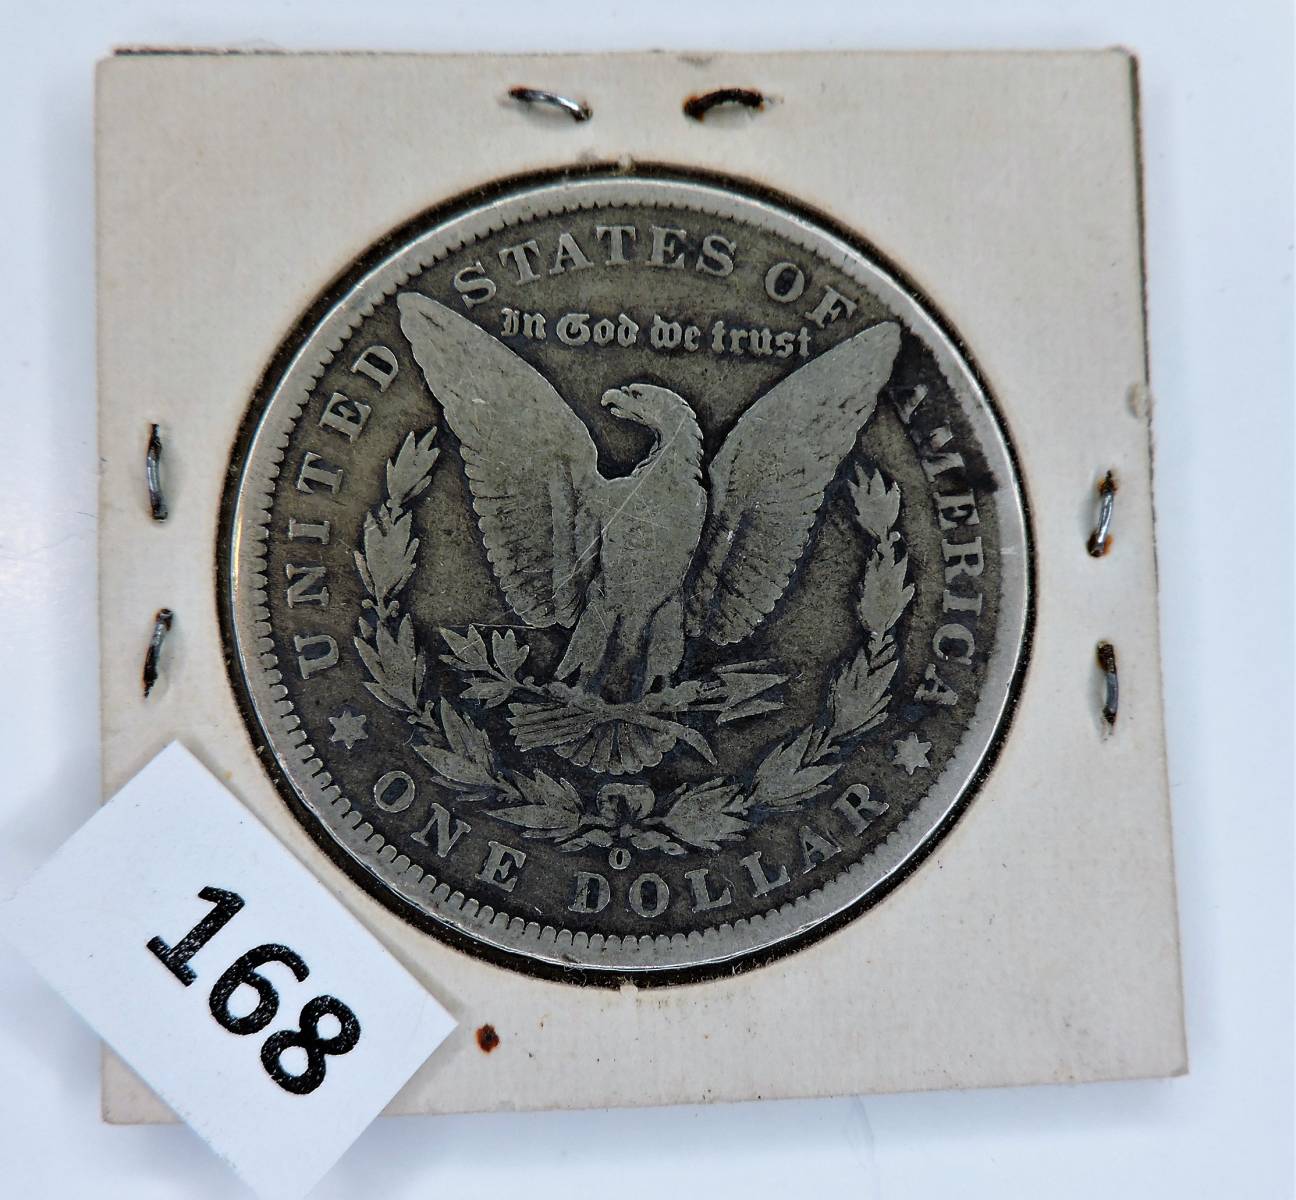 UNITED STATES OF AMERICA
In God we trust
O
ONE DOLLAR
168